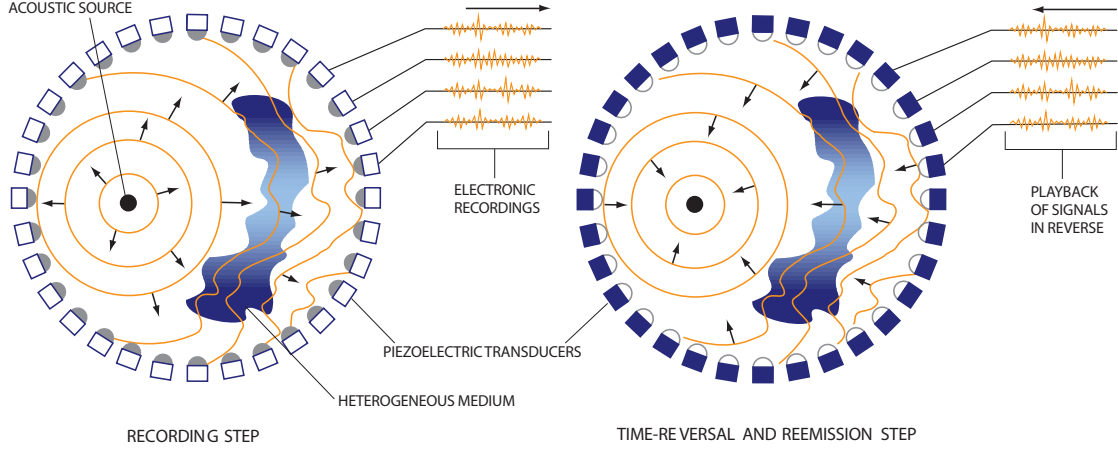 ACOUSTIC SOURCE
ELECTRONIC
RECORDINGS
PIEZOELECTRIC TRANSDUCERS
HETEROGENEOUS MEDIUM
RECORDING STEP
PLAYBACK
OF SIGNALS
IN REVERSE
TIME-REVERSAL AND REEMISSION STEP